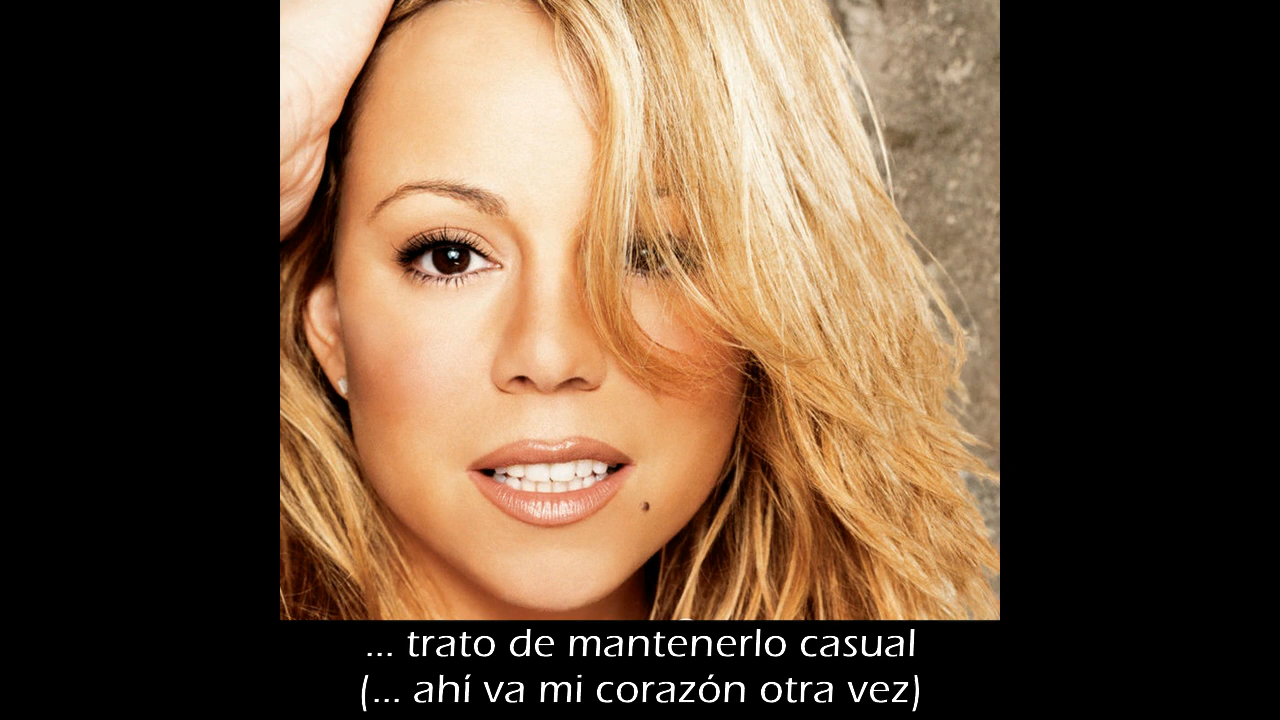 ... trato de mantenerlo casual
(... ahí va mi corazón otra vez)